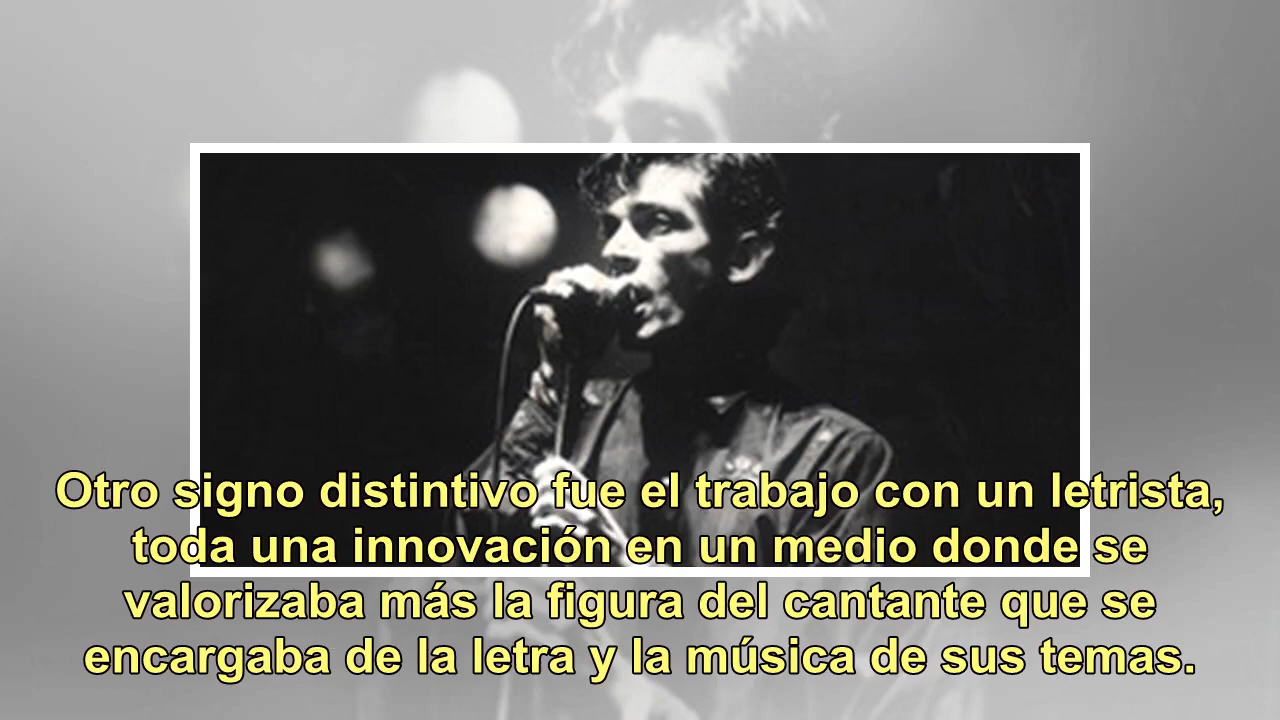 Otro signo distintivo fue el trabajo con un letrista,
toda una innovación en un medio donde se
valorizaba más la figura del cantante que se
encargaba de la letra y la música de sus temas.